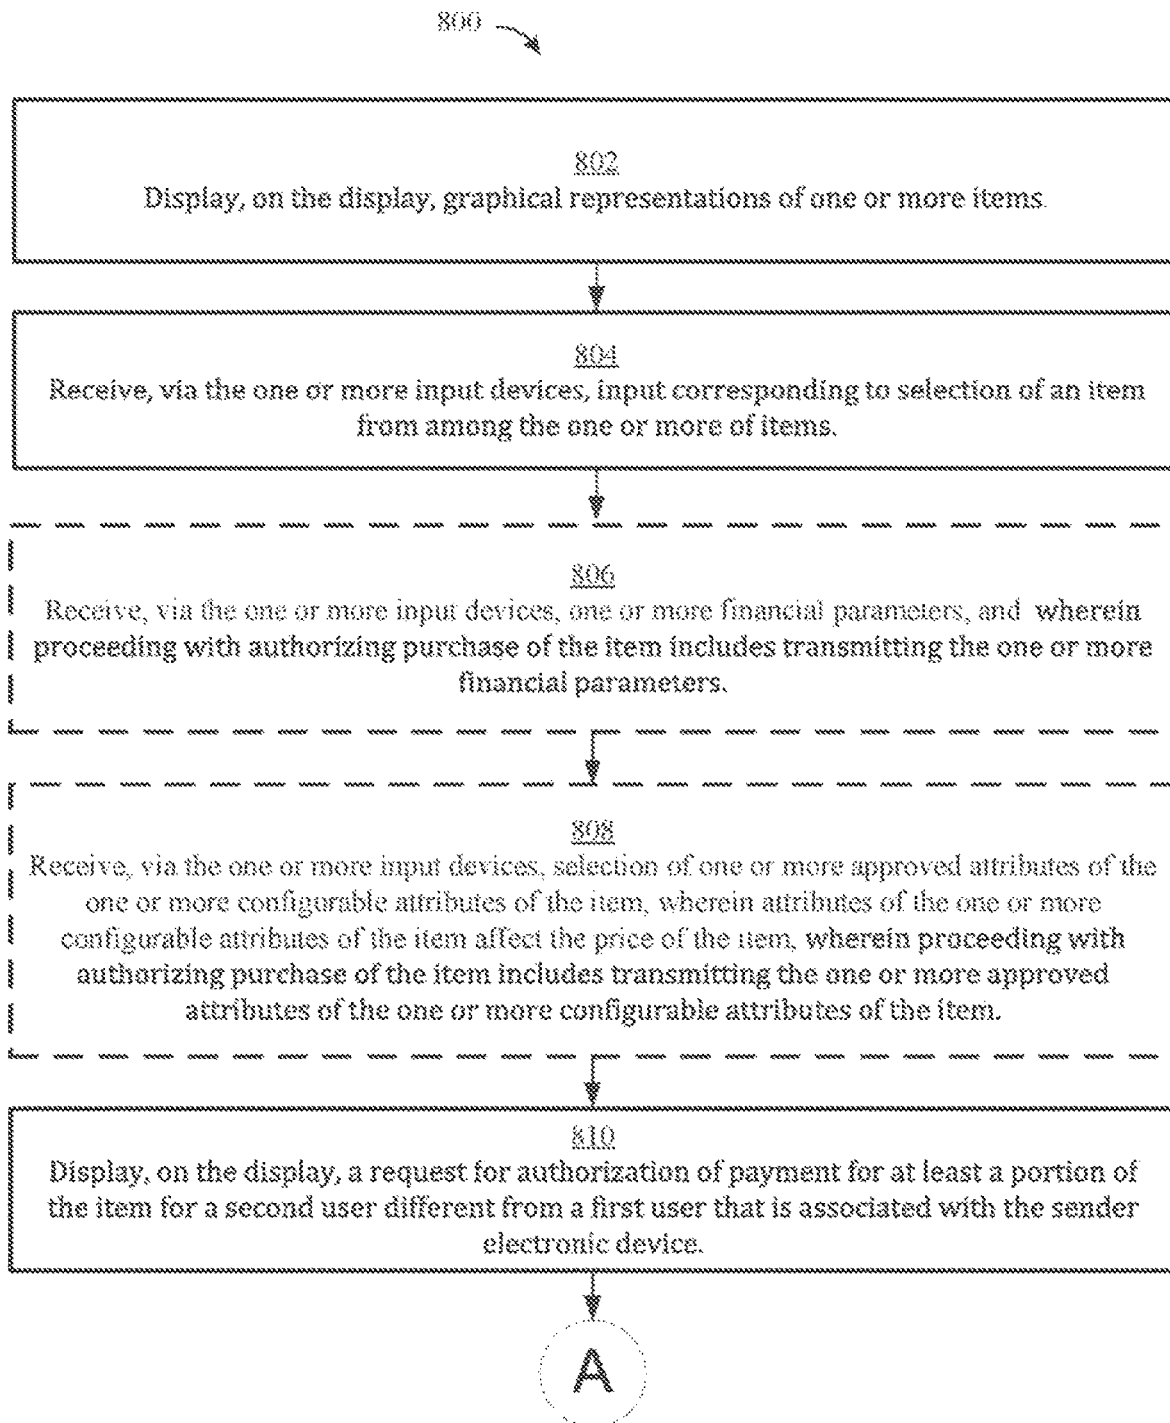 800
802
Display, on the display, graphical representations of one or more items.
804
Receive, via the one or more input devices, input corresponding to selection of an item
from among the one or more of items.
806
Receive, via the one or more input devices, one or more financial parameters, and wherein
proceeding with authorizing purchase of the item includes transmitting the one or more
financial parameters.
808
Receive, via the one or more input devices, selection of one or more approved attributes of the
one or more configurable attributes of the item, wherein attributes of the one or more
configurable attributes of the item affect the price of the item, wherein proceeding with
authorizing purchase of the item includes transmitting the one or more approved
attributes of the one or more configurable attributes of the item.
810
Display, on the display, a request for authorization of payment for at least a portion of
the item for a second user different from a first user that is associated with the sender
electronic device.
A